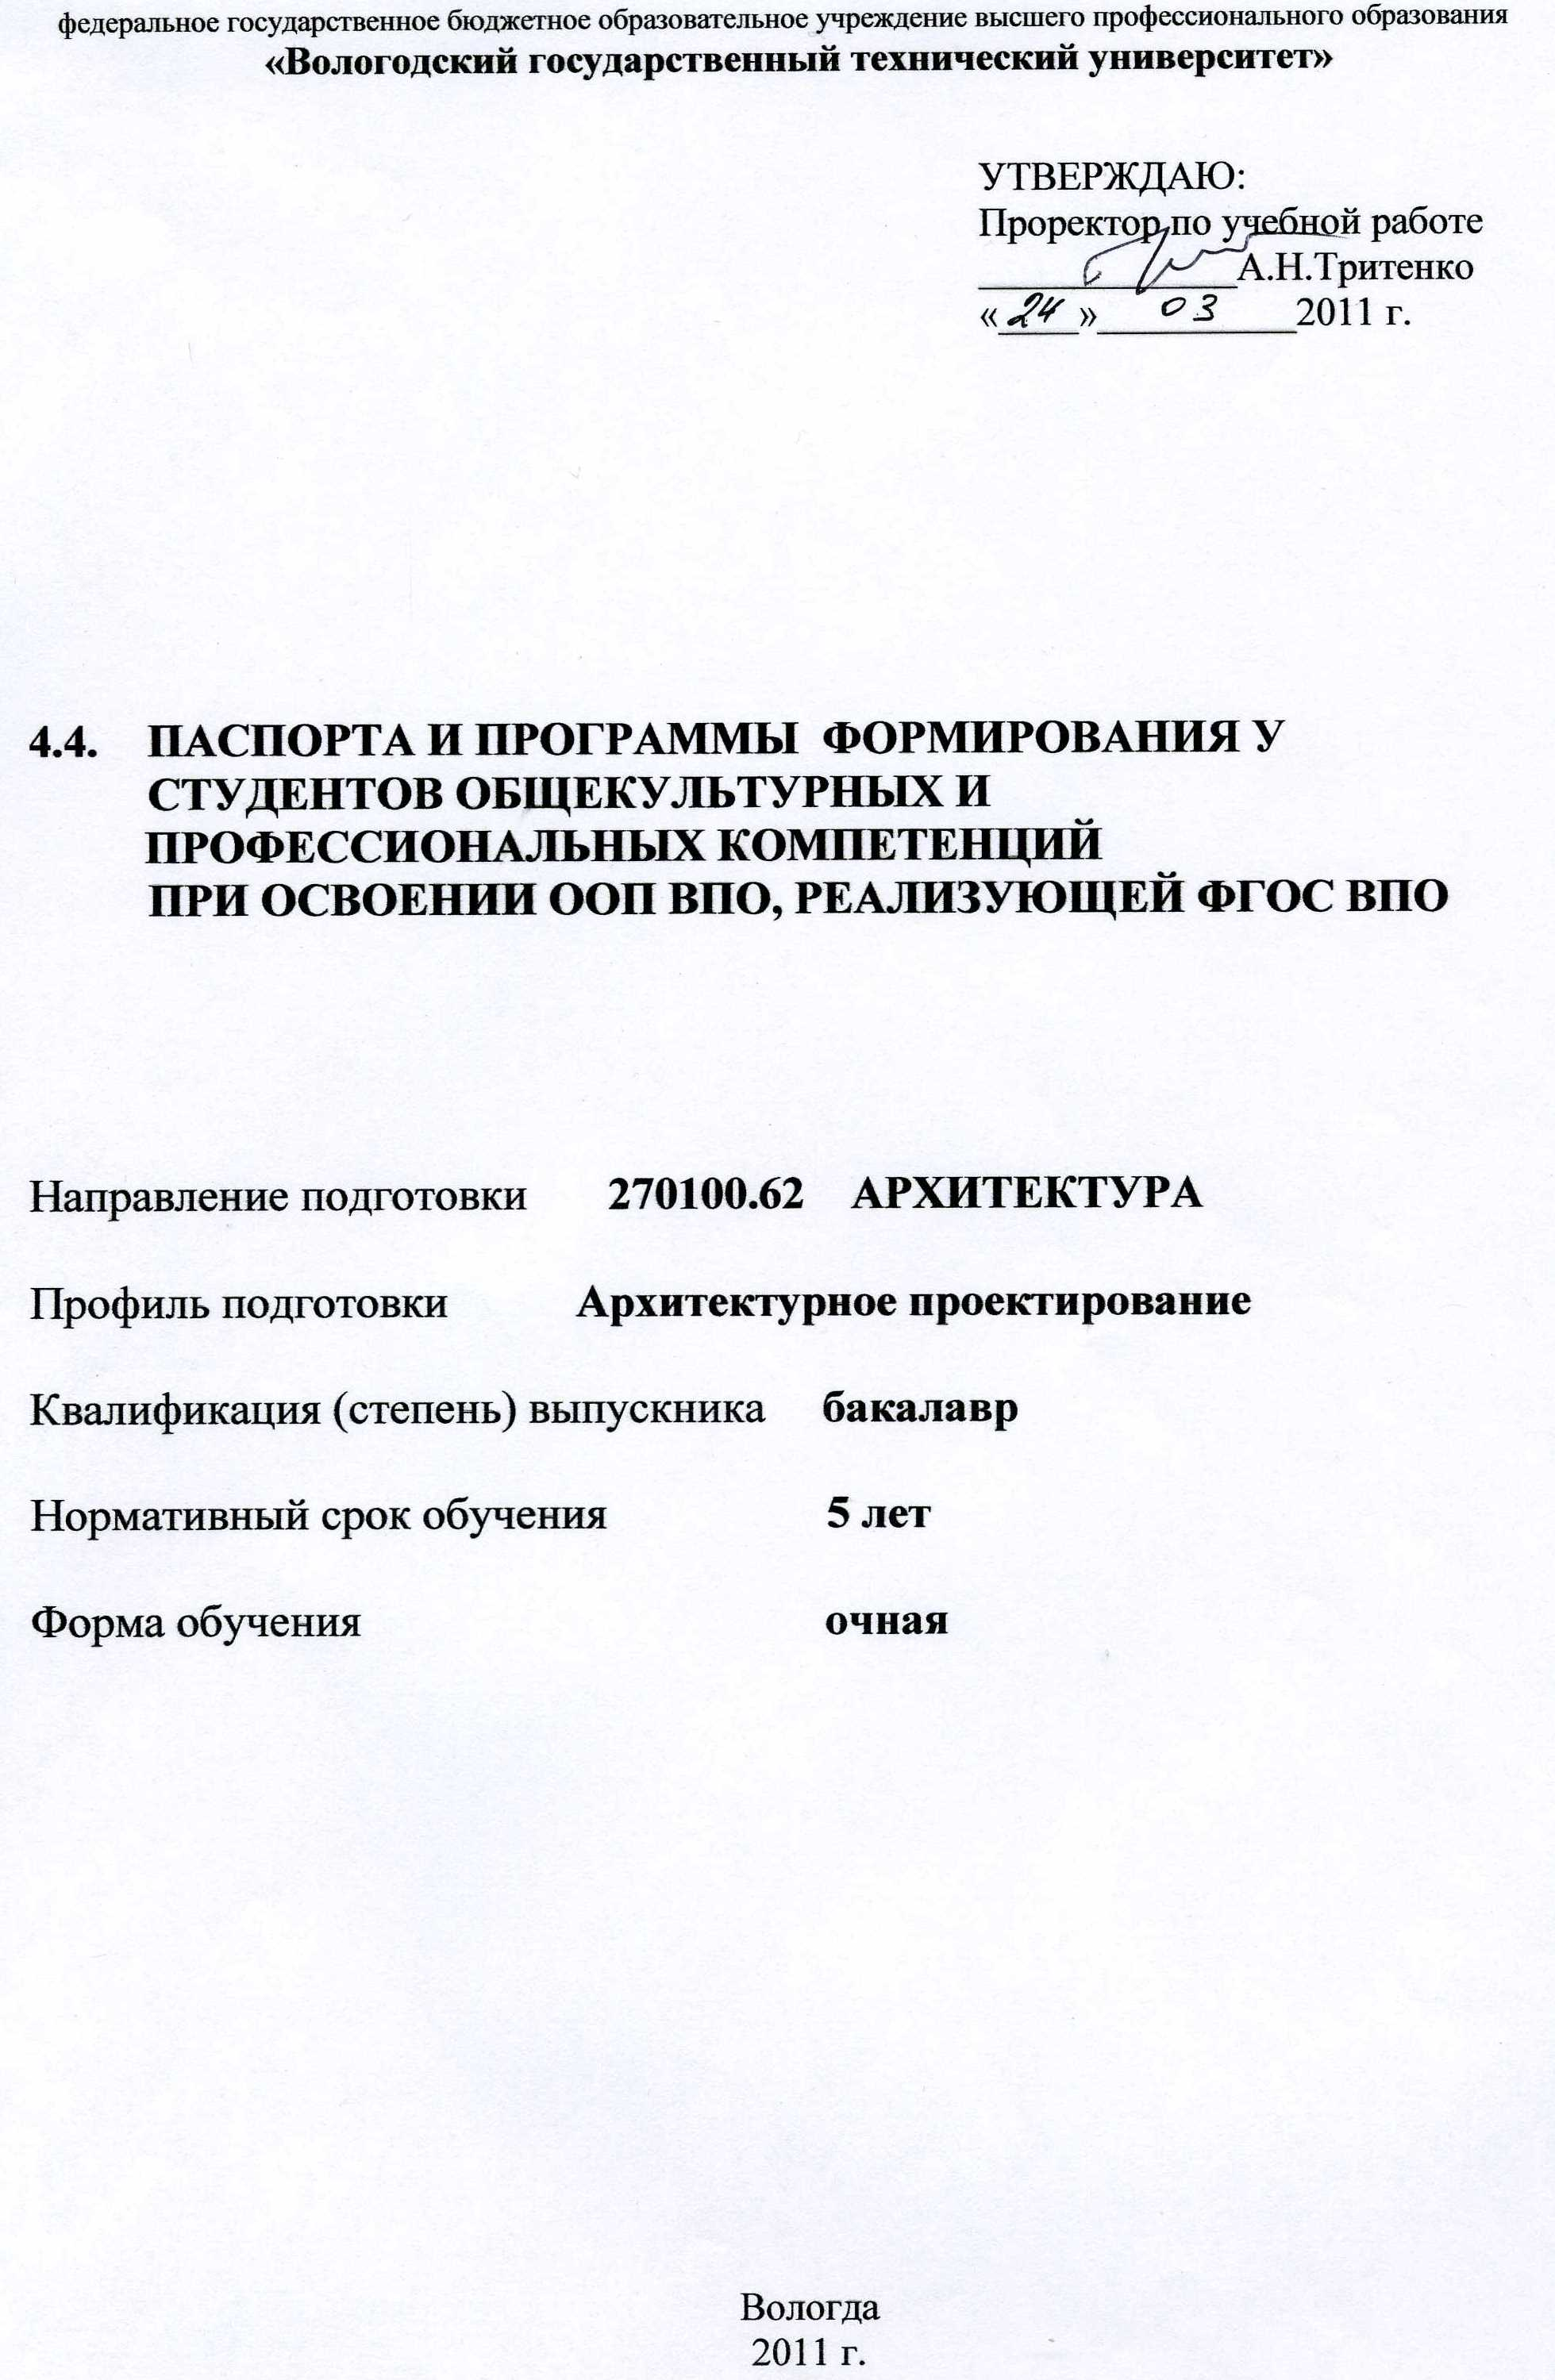 федеральное государственное бюджетное образовательное учреждение высшего профессионального образования
«Вологодский государственный технический университет»
УТВЕРЖДАЮ:
Проректор по учебной работе
А.Н.Тритенко
«24» 03 2011 г.
4.4. ПАСПОРТА И ПРОГРАММЫ ФОРМИРОВАНИЯ У
СТУДЕНТОВ ОБЩЕКУЛЬТУРНЫХ И
ПРОФЕССИОНАЛЬНЫХ КОМПЕТЕНЦИЙ
ПРИ ОСВОЕНИИ ООП ВПО, РЕАЛИЗУЮЩЕЙ ФГОС ВПО
Направление подготовки 270100.62 АРХИТЕКТУРА
Профиль подготовки Архитектурное проектирование
Квалификация (степень) выпускника бакалавр
Нормативный срок обучения 5 лет
Форма обучения очная
Вологда
2011 г.